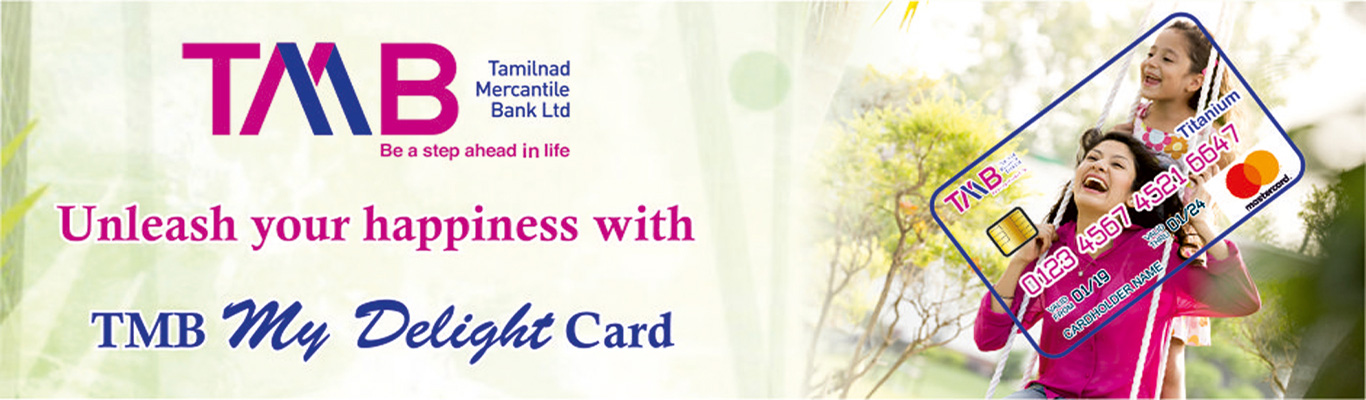 TMB
Tamilnad
Mercantile
Bank Ltd
Be a step ahead in life
Unleash your happiness with
TMB My Delight Card
Titanium
TMB
0123 4567 4521 6647
mastercard.
VALID
FROM 01/19
VALID
THRU 01/24
CARDHOLDER NAME